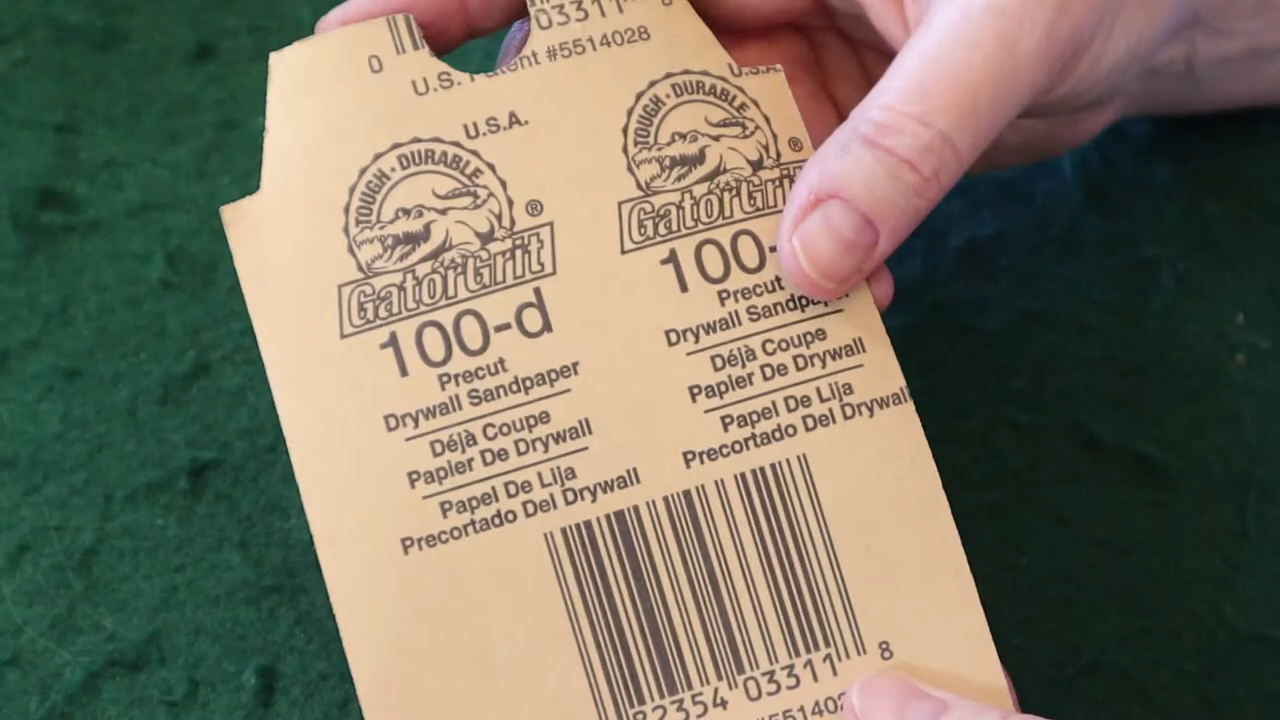 0
03311
U.S. Patent #5514028
U.S.A.
TOUGH · DURABLE
GatorGrit®
100-d
Precut
Drywall Sandpaper
Déjà Coupe
Papier De Drywall
Papel De Lija
Precortado Del Drywall
U.S.A.
TOUGH · DURABLE
GatorGrit®
100-
Precut
Drywall Sandpaper
Déjà Coupe
Papier De Drywall
Papel De Lija
Precortado Del Drywall
82354 03311 8
#551402